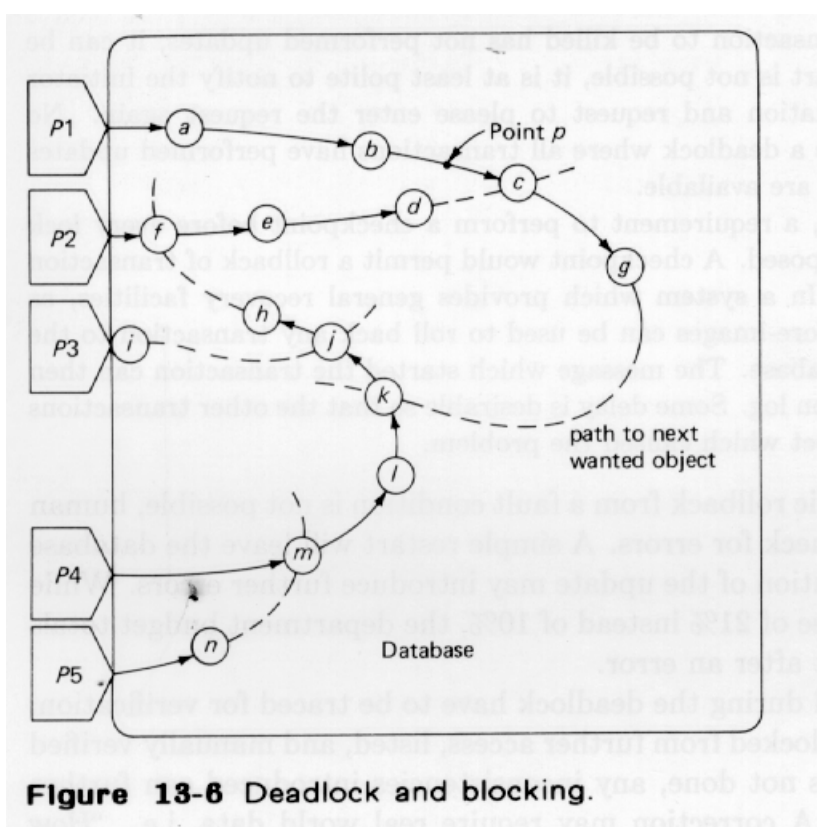 P1
a
b
Point p
c
P2
f
e
d
g
h
P3
i
j
k
path to next
wanted object
l
m
P4
n
P5
Database
Figure 13-6 Deadlock and blocking.